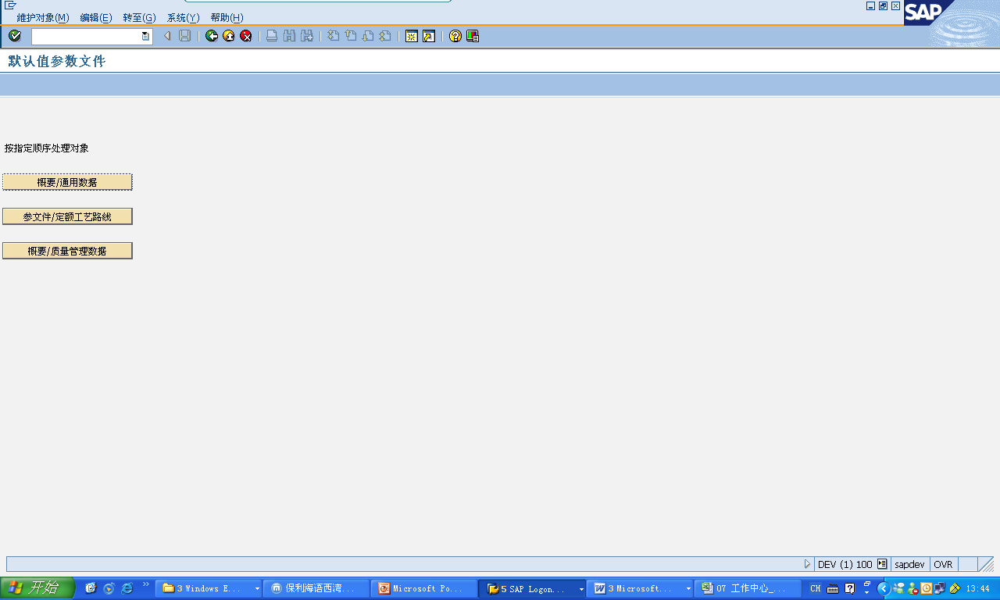 维护对象(M) 编辑(E) 转至(G) 系统(Y) 帮助(H)
SAP
默认值参数文件
按指定顺序处理对象
概要/通用数据
参文件/定额工艺路线
概要/质量管理数据
DEV (1) 100 sapdev OVR
开始 3 Windows E... 保利海语西湾... Microsoft Po... 5 SAP Logon... 3 Microsoft... 07 工作中心_... CH 13:44